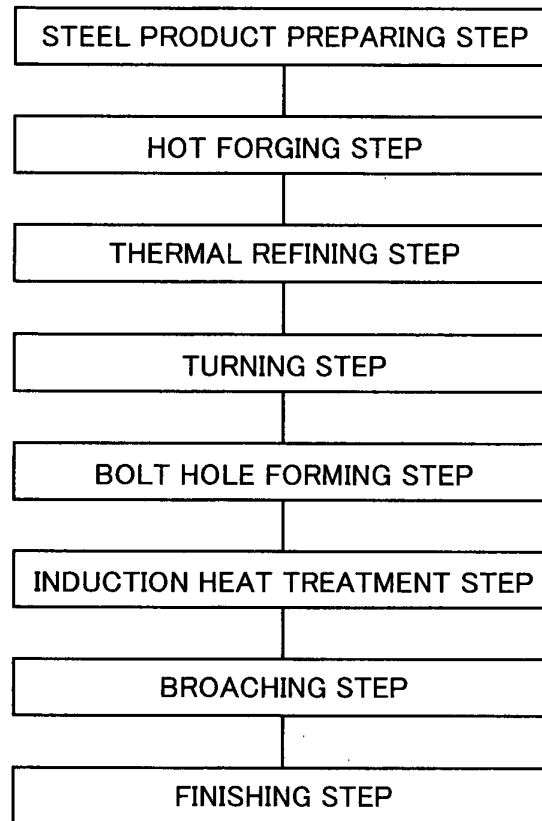 STEEL PRODUCT PREPARING STEP
HOT FORGING STEP
THERMAL REFINING STEP
TURNING STEP
BOLT HOLE FORMING STEP
INDUCTION HEAT TREATMENT STEP
BROACHING STEP
FINISHING STEP